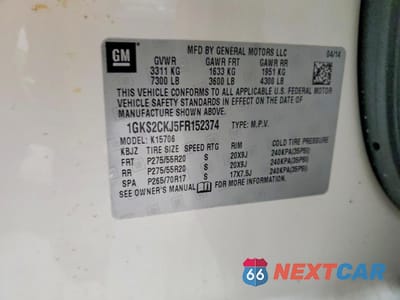 GM
MFD BY GENERAL MOTORS LLC
04/14
GVWR GAWR FRT GAWR RR
3311 KG 1633 KG 1951 KG
7300 LB 3600 LB 4300 LB
THIS VEHICLE CONFORMS TO ALL APPLICABLE U.S. FEDERAL MOTOR
VEHICLE SAFETY STANDARDS IN EFFECT ON THE DATE OF
MANUFACTURE SHOWN ABOVE.
1GKS2CKJ5FR152374 TYPE: M.P.V.
MODEL: K15706
KBJZ TIRE SIZE SPEED RTG RIM COLD TIRE PRESSURE
FRT P275/55R20 S 20X9J 240KPA(35PSI)
RR P275/55R20 S 20X9J 240KPA(35PSI)
SPA P265/70R17 S 17X7.5J 240KPA(35PSI)
SEE OWNER'S MANUAL FOR MORE INFORMATION.
66 NEXTCAR